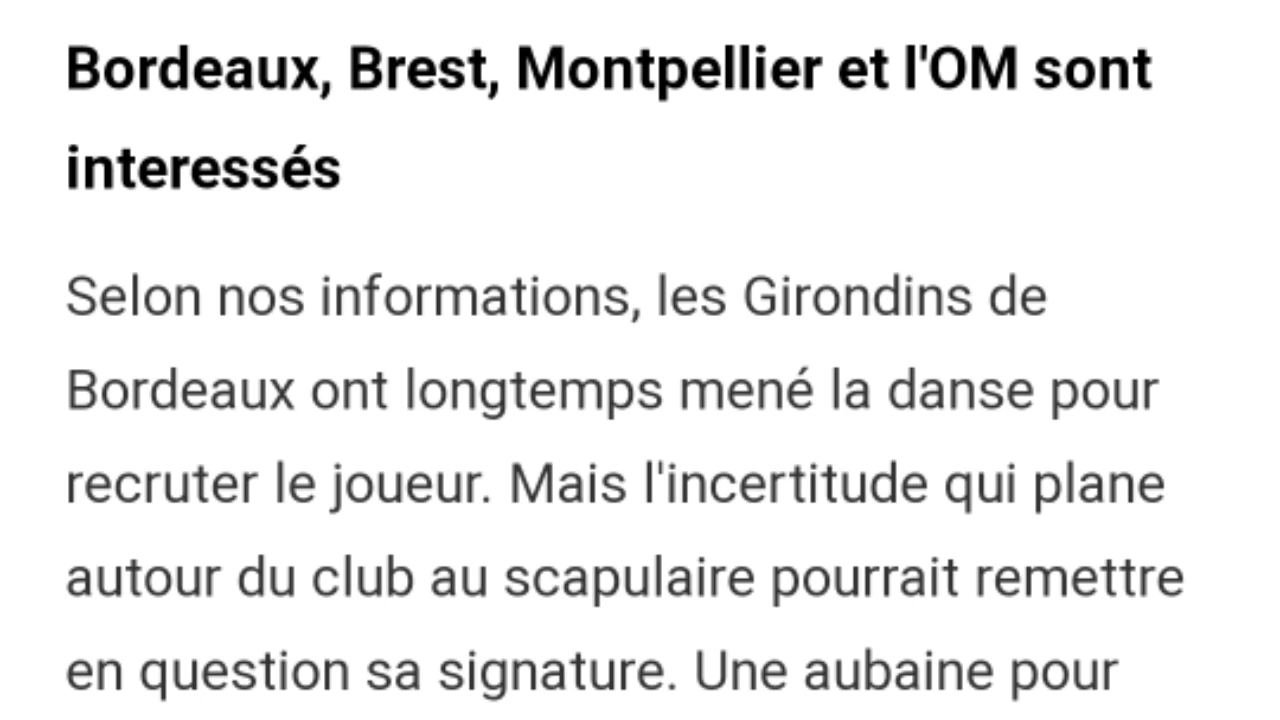 Bordeaux, Brest, Montpellier et l'OM sont
interessés
Selon nos informations, les Girondins de
Bordeaux ont longtemps mené la danse pour
recruter le joueur. Mais l'incertitude qui plane
autour du club au scapulaire pourrait remettre
en question sa signature. Une aubaine pour